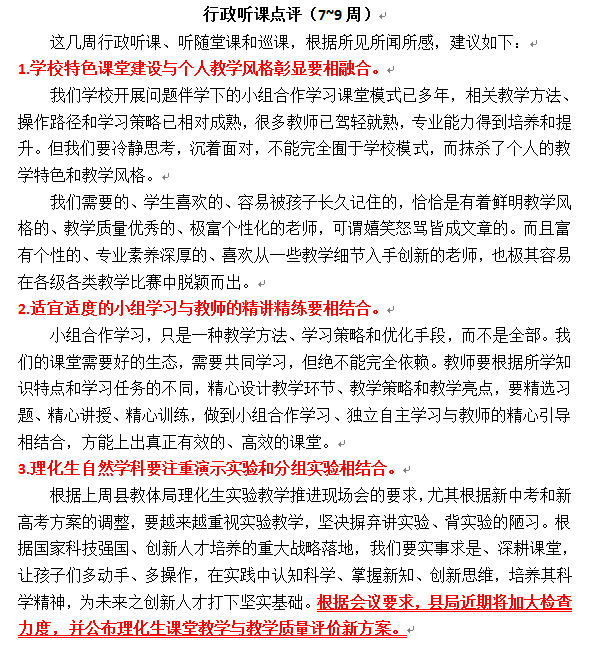 行政听课点评（7~9 周）
这几周行政听课、听随堂课和巡课，根据所见所闻所感，建议如下：
1.学校特色课堂建设与个人教学风格彰显要相融合。
我们学校开展问题伴学下的小组合作学习课堂模式已多年，相关教学方法、
操作路径和学习策略已相对成熟，很多教师已驾轻就熟，专业能力得到培养和提
升。但我们要冷静思考，沉着面对，不能完全囿于学校模式，而抹杀了个人的教
学特色和教学风格。
我们需要的、学生喜欢的、容易被孩子长久记住的，恰恰是有着鲜明教学风
格的、教学质量优秀的、极富个性化的老师，可谓嬉笑怒骂皆成文章的。而且富
有个性的、专业素养深厚的、喜欢从一些教学细节入手创新的老师，也极其容易
在各级各类教学比赛中脱颖而出。
2.适宜适度的小组学习与教师的精讲精练要相结合。
小组合作学习，只是一种教学方法、学习策略和优化手段，而不是全部。我
们的课堂需要好的生态，需要共同学习，但绝不能完全依赖。教师要根据所学知
识特点和学习任务的不同，精心设计教学环节、教学策略和教学亮点，要精选习
题、精心讲授、精心训练，做到小组合作学习、独立自主学习与教师的精心引导
相结合，方能上出真正有效的、高效的课堂。
3.理化生自然学科要注重演示实验和分组实验相结合。
根据上周县教体局理化生实验教学推进现场会的要求，尤其根据新中考和新
高考方案的调整，要越来越重视实验教学，坚决摒弃讲实验、背实验的陋习。根
据国家科技强国、创新人才培养的重大战略落地，我们要实事求是、深耕课堂，
让孩子们多动手、多操作，在实践中认知科学、掌握新知、创新思维，培养其科
学精神，为未来之创新人才打下坚实基础。根据会议要求，县局近期将加大检查
力度，并公布理化生课堂教学与教学质量评价新方案。